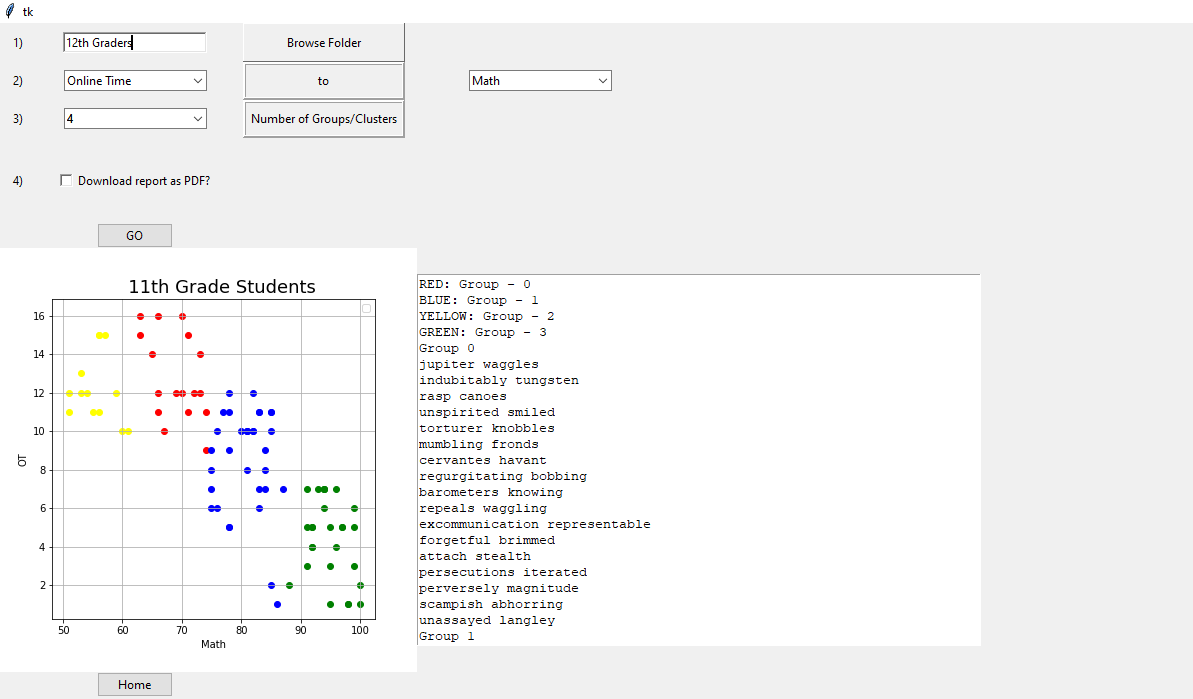 tk
1) 12th Graders Browse Folder
2) Online Time to Math
3) 4 Number of Groups/Clusters
4) Download report as PDF?
GO
11th Grade Students
16
14
12
10
8
6
4
2
OT
50 60 70 80 90 100
Math
RED: Group - 0
BLUE: Group - 1
YELLOW: Group - 2
GREEN: Group - 3
Group 0
jupiter waggles
indubitably tungsten
rasp canoes
unspirited smiled
torturer knobbles
mumbling fronds
cervantes havant
regurgitating bobbing
barometers knowing
repeals waggling
excommunication representable
forgetful brimmed
attach stealth
persecutions iterated
perversely magnitude
scampish abhorring
unassayed langley
Group 1
Home